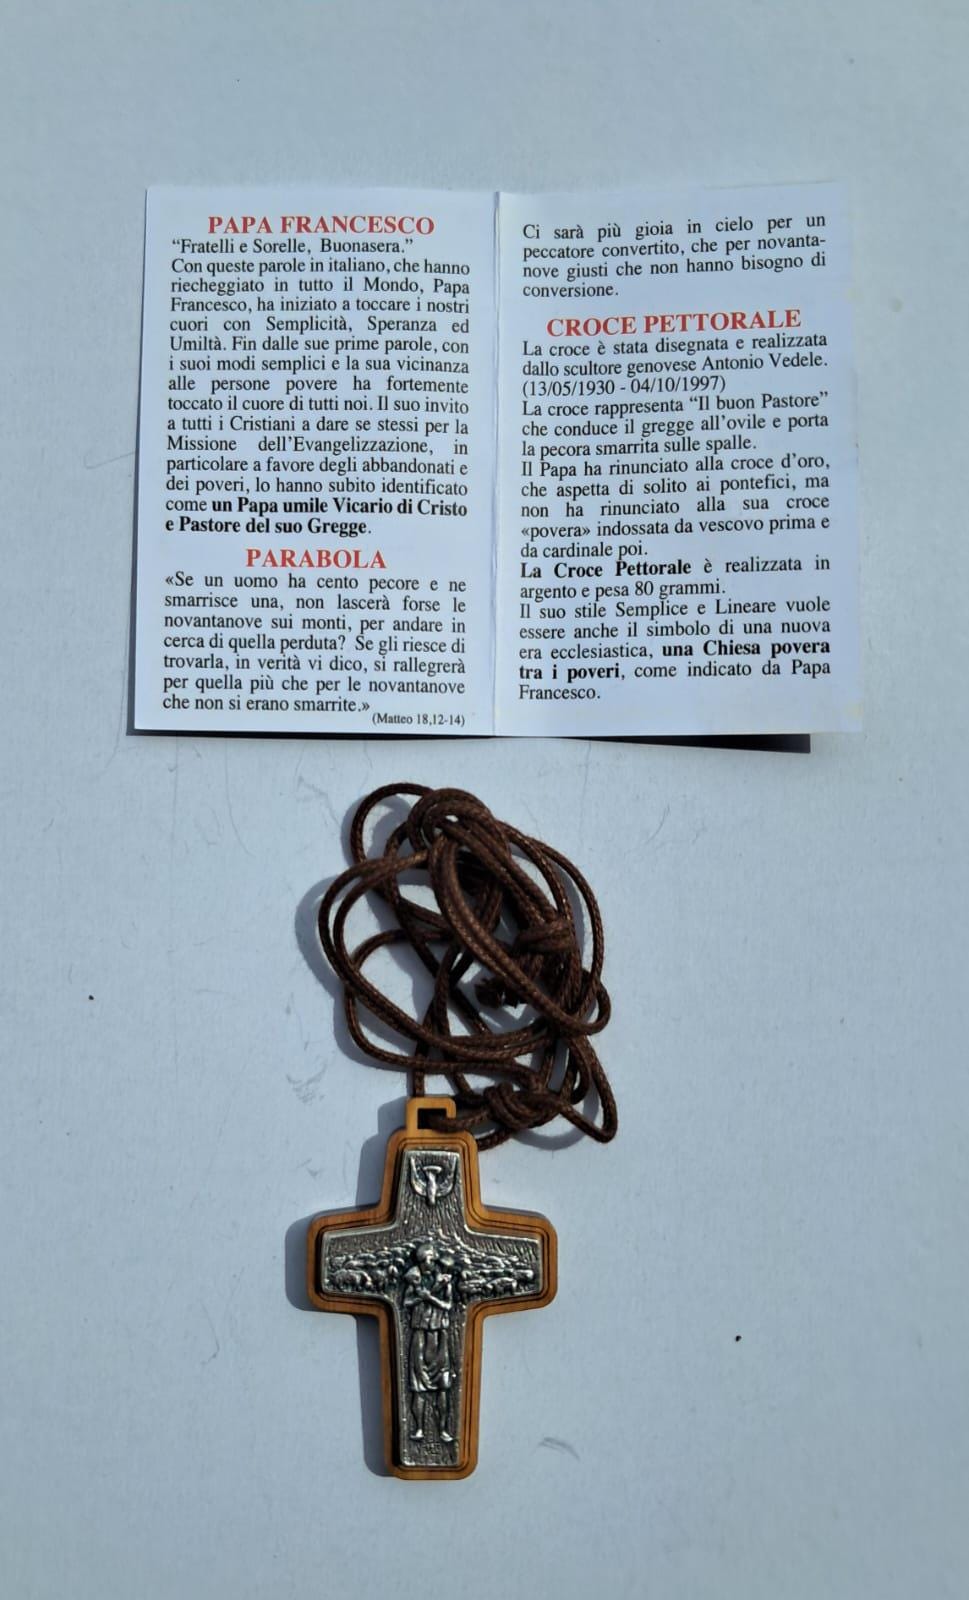 PAPA FRANCESCO
“Fratelli e Sorelle, Buonasera.”
Con queste parole in italiano, che hanno
riecheggiato in tutto il Mondo, Papa
Francesco, ha iniziato a toccare i nostri
cuori con Semplicità, Speranza ed
Umiltà. Fin dalle sue prime parole, con
i suoi modi semplici e la sua vicinanza
alle persone povere ha fortemente
toccato il cuore di tutti noi. Il suo invito
a tutti i Cristiani a dare se stessi per la
Missione dell’Evangelizzazione, in
particolare a favore degli abbandonati e
dei poveri, lo hanno subito identificato
come un Papa umile Vicario di Cristo
e Pastore del suo Gregge.
PARABOLA
«Se un uomo ha cento pecore e ne
smarrisce una, non lascerà forse le
novantanove sui monti, per andare in
cerca di quella perduta? Se gli riesce di
trovarla, in verità vi dico, si rallegrerà
per quella più che per le novantanove
che non si erano smarrite.»
(Matteo 18,12-14)
Ci sarà più gioia in cielo per un
peccatore convertito, che per novanta-
nove giusti che non hanno bisogno di
conversione.
CROCE PETTORALE
La croce è stata disegnata e realizzata
dallo scultore genovese Antonio Vedele.
(13/05/1930 - 04/10/1997)
La croce rappresenta “Il buon Pastore”
che conduce il gregge all’ovile e porta
la pecora smarrita sulle spalle.
Il Papa ha rinunciato alla croce d’oro,
che aspetta di solito ai pontefici, ma
non ha rinunciato alla sua croce
«povera» indossata da vescovo prima e
da cardinale poi.
La Croce Pettorale è realizzata in
argento e pesa 80 grammi.
Il suo stile Semplice e Lineare vuole
essere anche il simbolo di una nuova
era ecclesiastica, una Chiesa povera
tra i poveri, come indicato da Papa
Francesco.